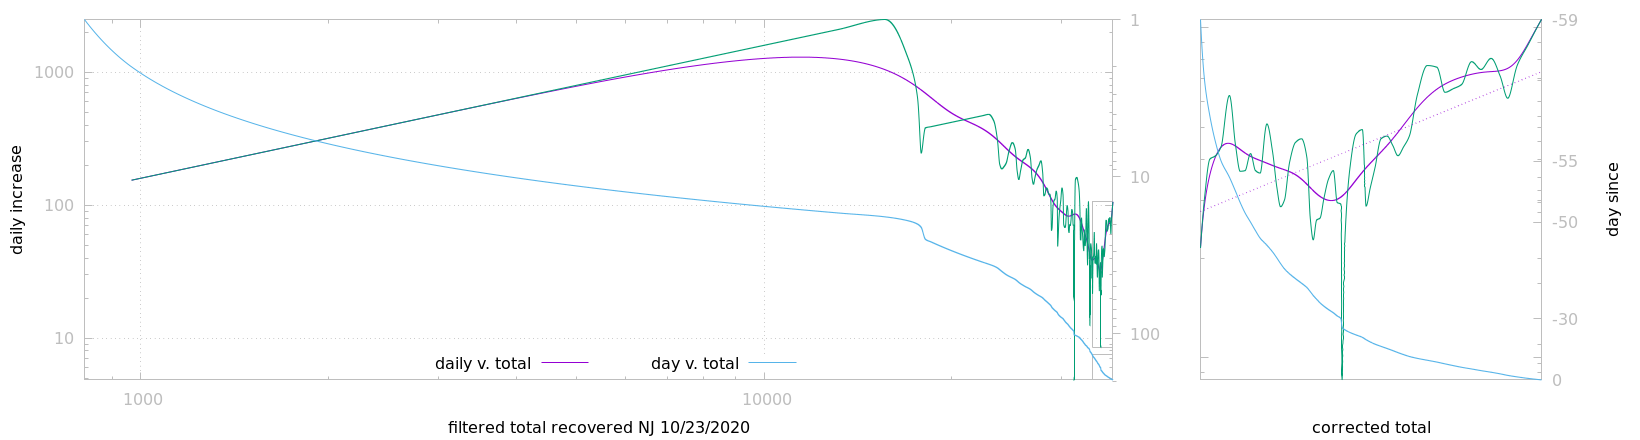 1000
100
10
daily increase
daily v. total
day v. total
1000
10000
filtered total recovered NJ 10/23/2020
1
10
100
-59
-55
-50
-30
0
day since
corrected total